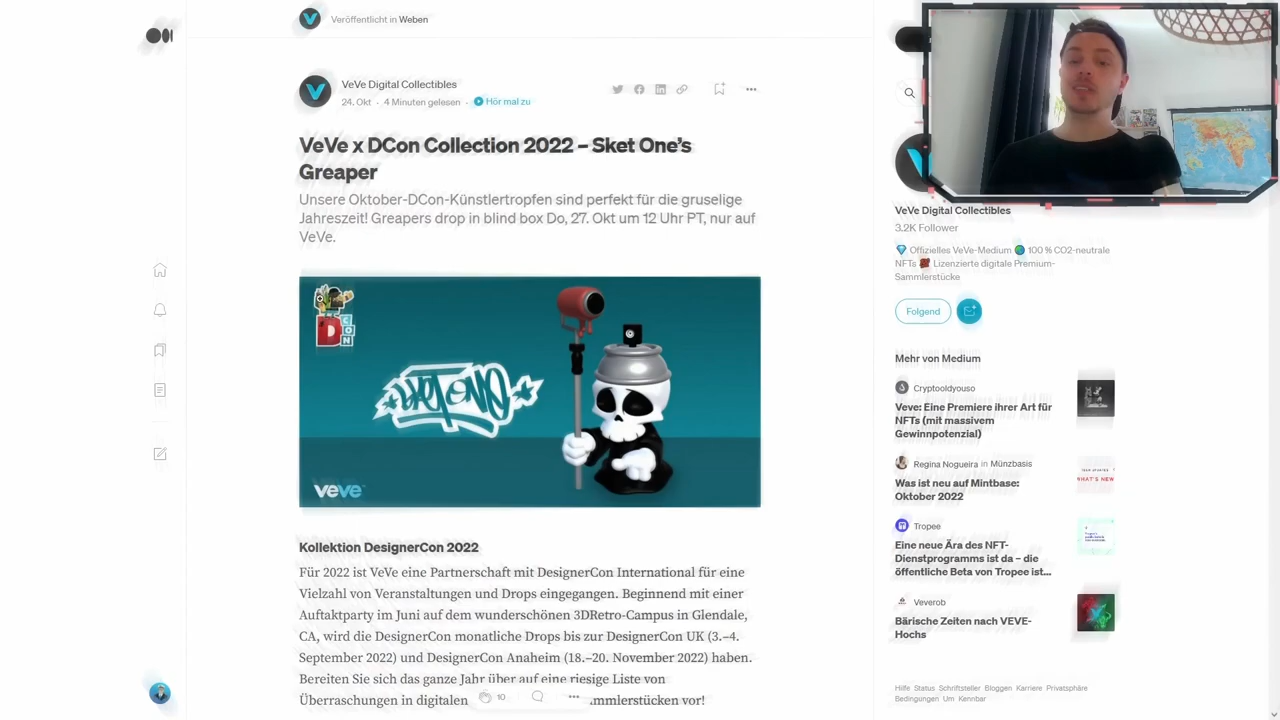 Veröffentlicht in Weben
VeVe Digital Collectibles
24. Okt · 4 Minuten gelesen · Hör mal zu
VeVe x DCon Collection 2022 – Sket One's
Greaper
Unsere Oktober-DCon-Künstlertropfen sind perfekt für die gruselige
Jahreszeit! Greapers drop in blind box Do, 27. Okt um 12 Uhr PT, nur auf
VeVe.
D CON
SKET ONE
veve
Kollektion DesignerCon 2022
Für 2022 ist VeVe eine Partnerschaft mit DesignerCon International für eine
Vielzahl von Veranstaltungen und Drops eingegangen. Beginnend mit einer
Auftaktparty im Juni auf dem wunderschönen 3DRetro-Campus in Glendale,
CA, wird die DesignerCon monatliche Drops bis zur DesignerCon UK (3.–4.
September 2022) und DesignerCon Anaheim (18.–20. November 2022) haben.
Bereiten Sie sich das ganze Jahr über auf eine riesige Liste von
Überraschungen in digitalen mmlerstücken vor!
10
VeVe Digital Collectibles
3.2K Follower
Offizielles VeVe-Medium 100 % CO2-neutrale
NFTs Lizenzierte digitale Premium-
Sammlerstücke
Folgend
Mehr von Medium
Cryptooldyouso
Veve: Eine Premiere ihrer Art für
NFTs (mit massivem
Gewinnpotenzial)
Regina Nogueira in Münzbasis
Was ist neu auf Mintbase:
Oktober 2022
WHAT'S NEW
Tropee
Eine neue Ära des NFT-
Dienstprogramms ist da – die
öffentliche Beta von Tropee ist...
Veverob
Bärische Zeiten nach VEVE-
Hochs
Hilfe Status Schriftsteller Bloggen Karriere Privatsphäre
Bedingungen Um Kennbar